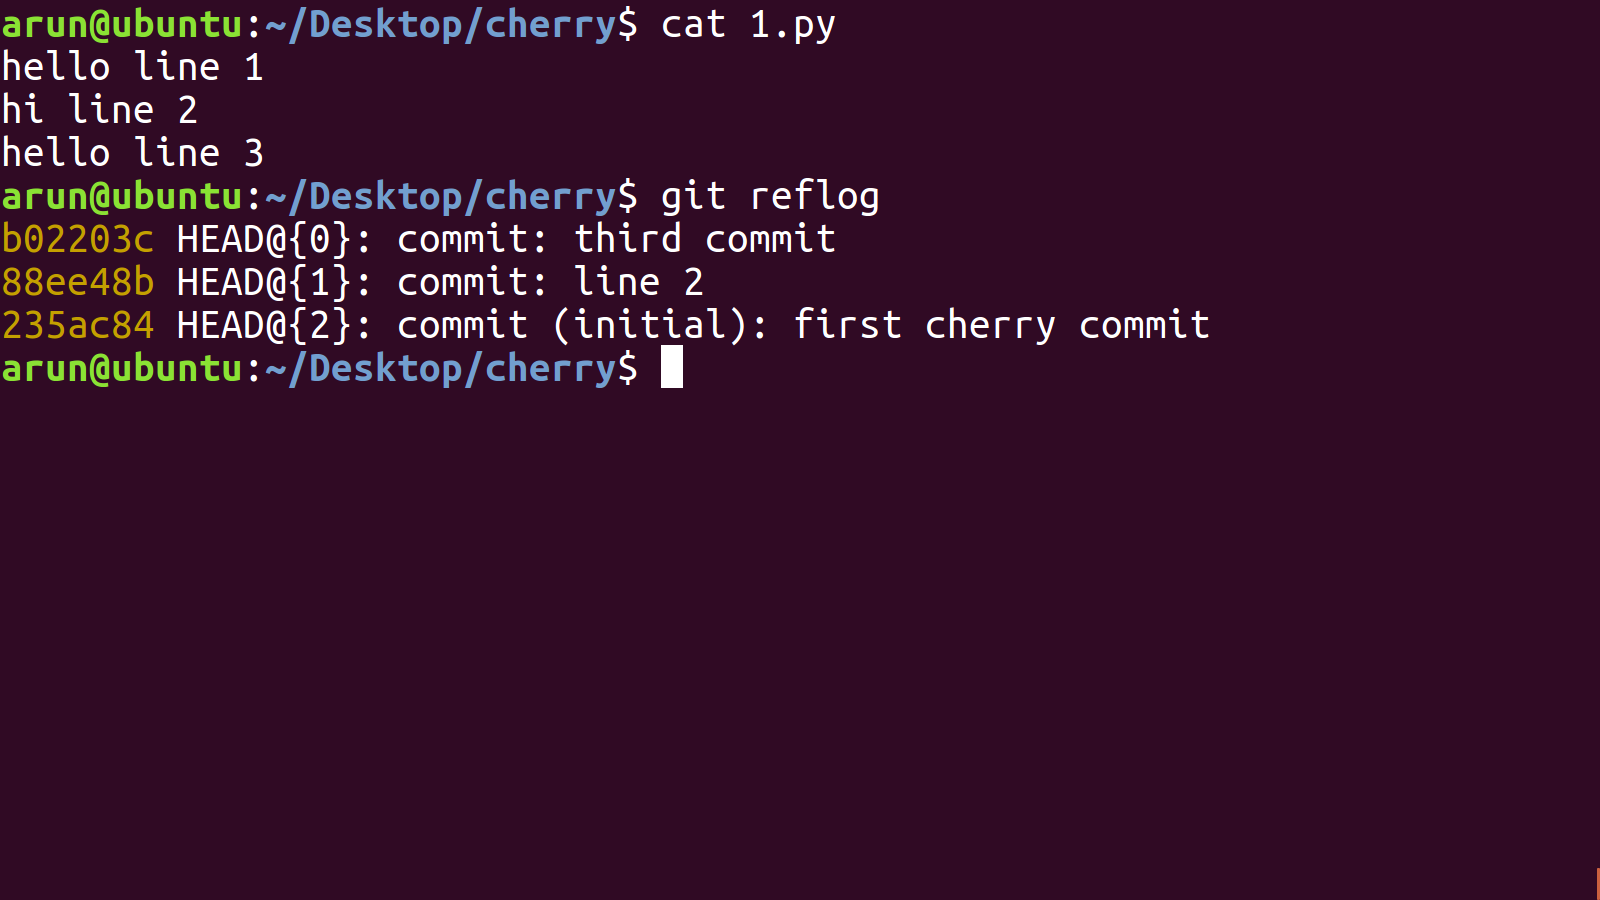 arun@ubuntu:~/Desktop/cherry$ cat 1.py
hello line 1
hi line 2
hello line 3
arun@ubuntu:~/Desktop/cherry$ git reflog
b02203c HEAD@{0}: commit: third commit
88ee48b HEAD@{1}: commit: line 2
235ac84 HEAD@{2}: commit (initial): first cherry commit
arun@ubuntu:~/Desktop/cherry$